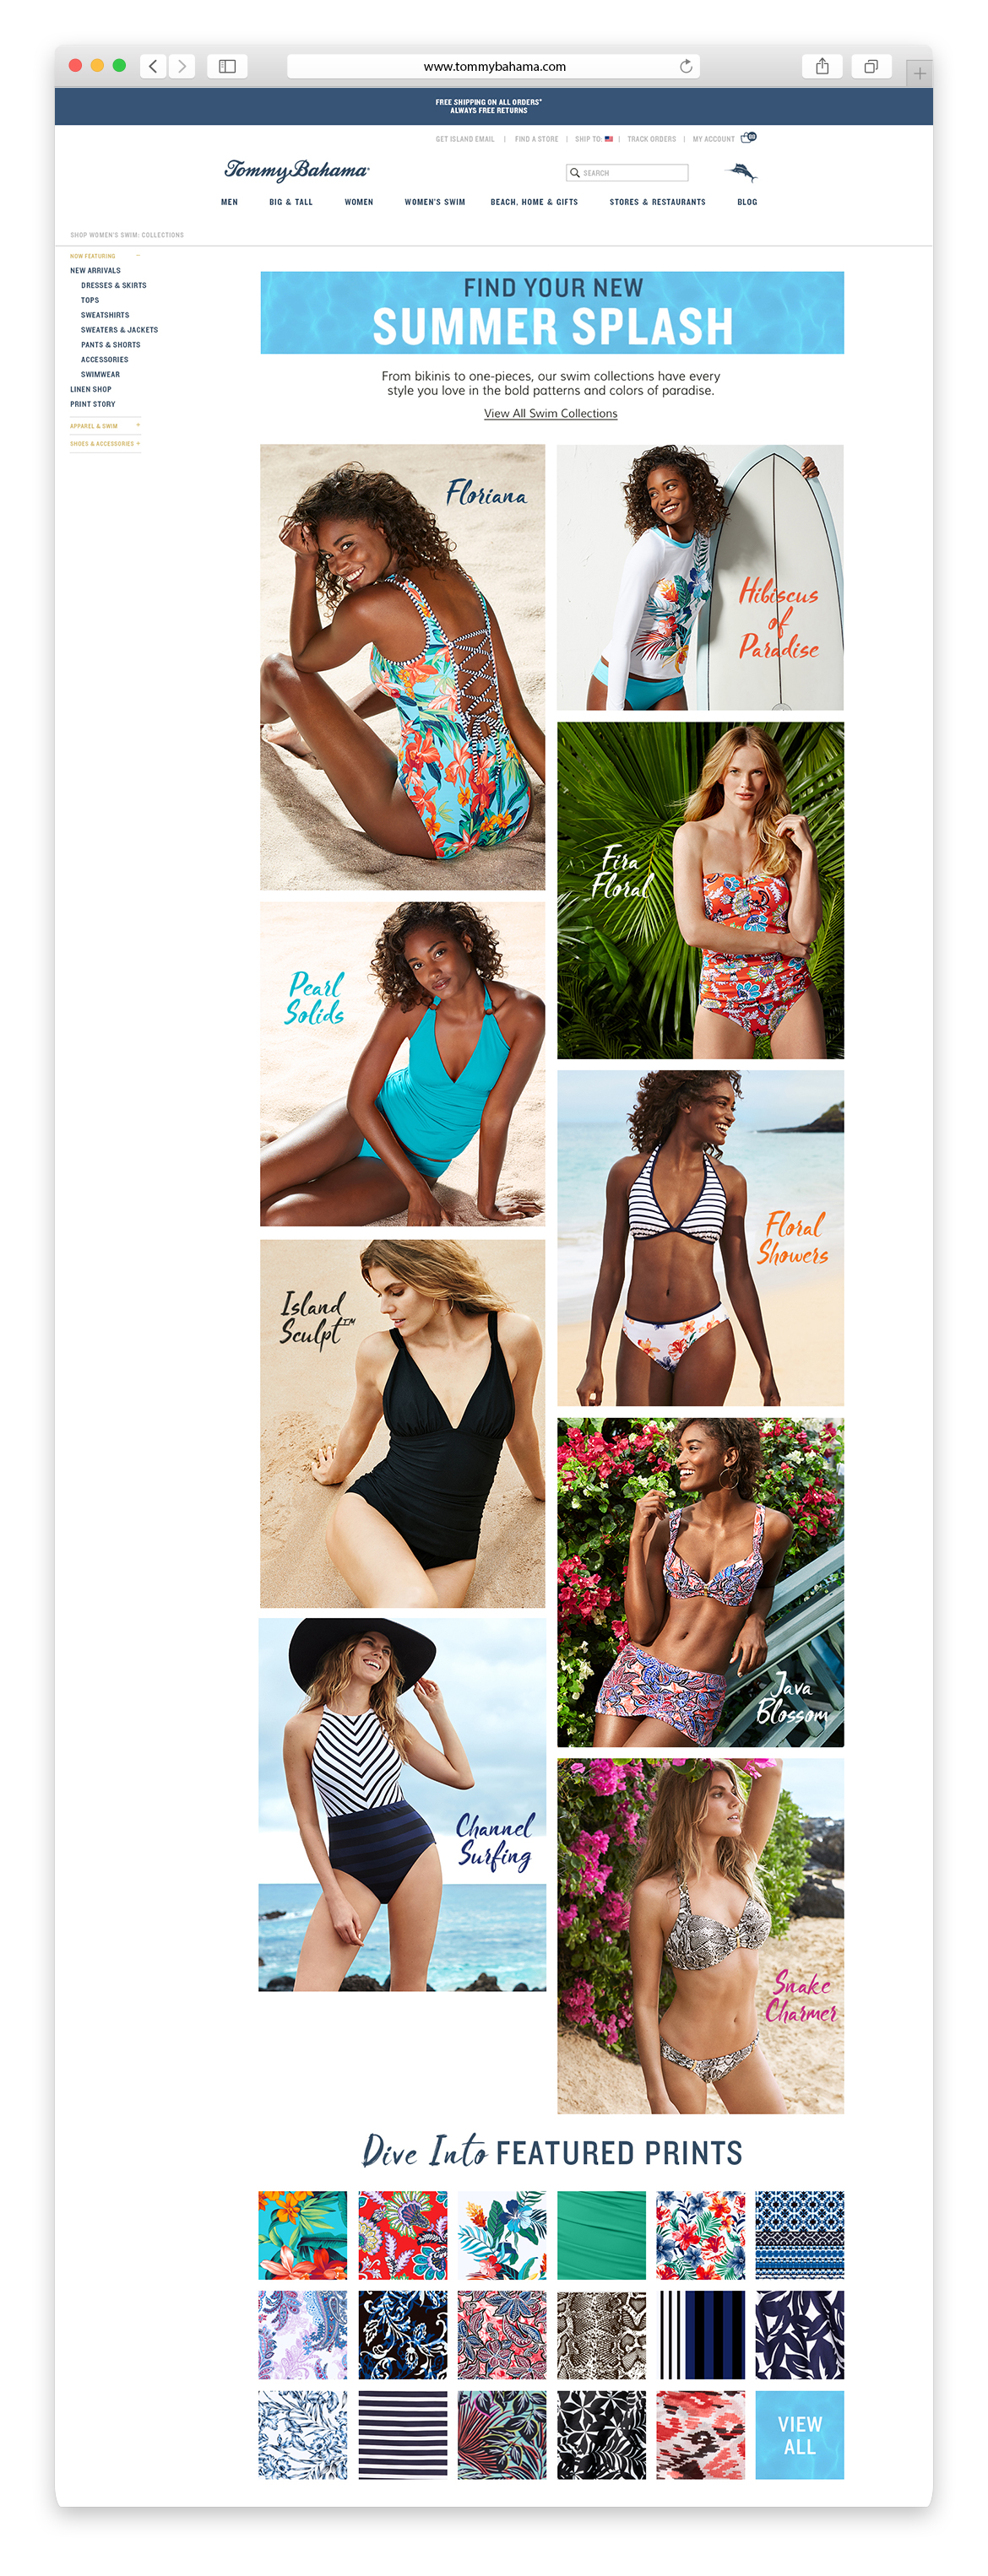 www.tommybahama.com
FREE SHIPPING ON ALL ORDERS*
ALWAYS FREE RETURNS
GET ISLAND EMAIL | FIND A STORE | SHIP TO: | TRACK ORDERS | MY ACCOUNT
Tommy Bahama
SEARCH
MEN BIG & TALL WOMEN WOMEN'S SWIM BEACH, HOME & GIFTS STORES & RESTAURANTS BLOG
SHOP WOMEN'S SWIM: COLLECTIONS
NOW FEATURING –
NEW ARRIVALS
DRESSES & SKIRTS
TOPS
SWEATSHIRTS
SWEATERS & JACKETS
PANTS & SHORTS
ACCESSORIES
SWIMWEAR
LINEN SHOP
PRINT STORY
APPAREL & SWIM +
SHOES & ACCESSORIES +
FIND YOUR NEW
SUMMER SPLASH
From bikinis to one-pieces, our swim collections have every
style you love in the bold patterns and colors of paradise.
View All Swim Collections
Floriana
Hibiscus
of
Paradise
Fira
Floral
Pearl
Solids
Floral
Showers
Island
Sculpt™
Java
Blossom
Channel
Surfing
Snake
Charmer
Dive Into FEATURED PRINTS
VIEW
ALL